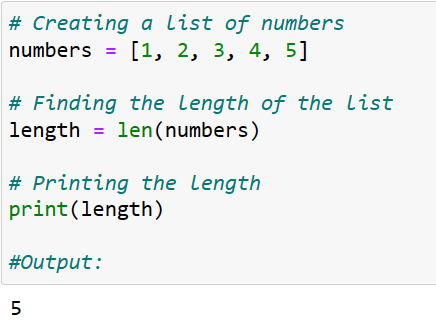 # Creating a list of numbers
numbers = [1, 2, 3, 4, 5]
# Finding the length of the list
length = len(numbers)
# Printing the length
print(length)
#Output:
5